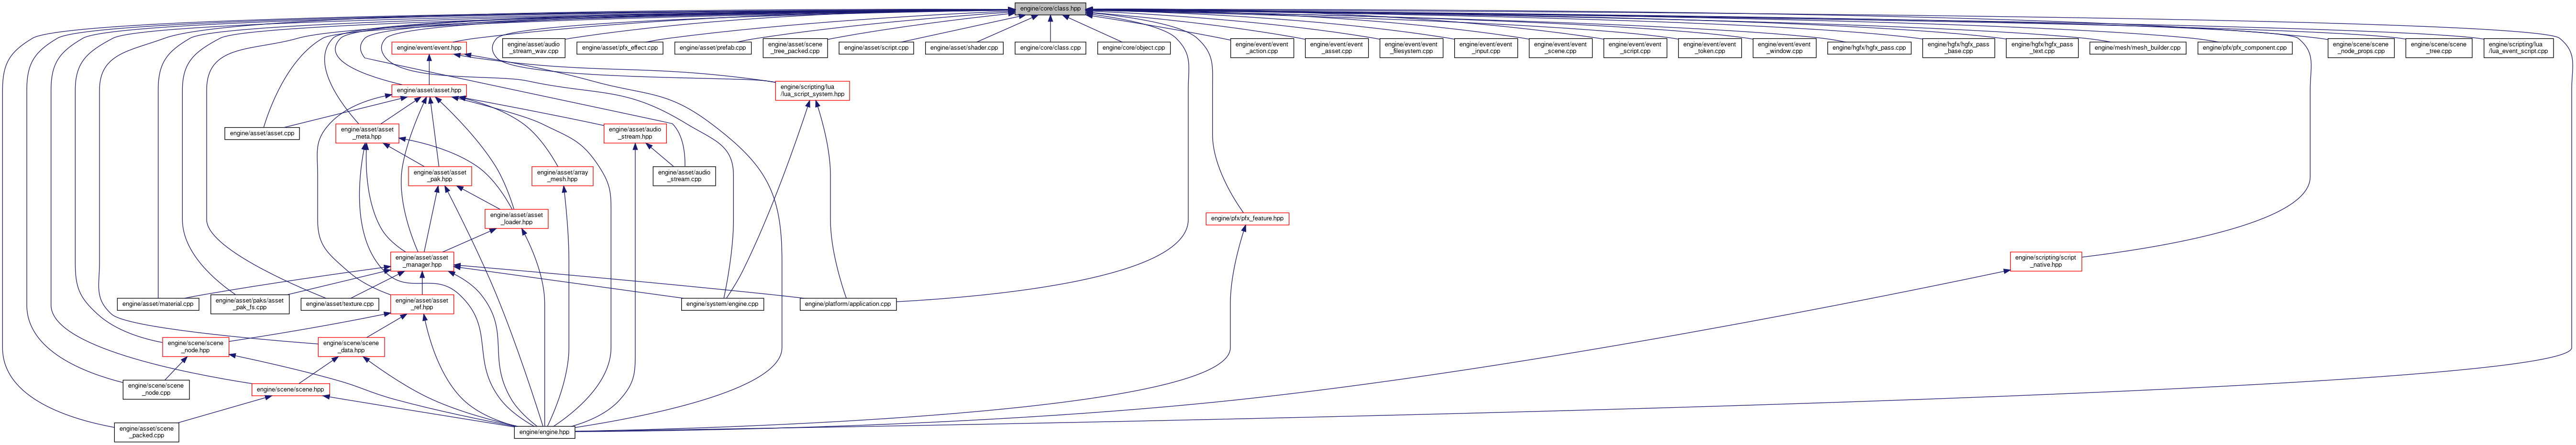 engine/core/class.hpp
engine/event/event.hpp
engine/asset/audio
_stream_wav.cpp
engine/asset/pfx_effect.cpp
engine/asset/prefab.cpp
engine/asset/scene
_tree_packed.cpp
engine/asset/script.cpp
engine/asset/shader.cpp
engine/core/class.cpp
engine/core/object.cpp
engine/event/event
_action.cpp
engine/event/event
_asset.cpp
engine/event/event
_filesystem.cpp
engine/event/event
_input.cpp
engine/event/event
_scene.cpp
engine/event/event
_script.cpp
engine/event/event
_token.cpp
engine/event/event
_window.cpp
engine/hgfx/hgfx_pass.cpp
engine/hgfx/hgfx_pass
_base.cpp
engine/hgfx/hgfx_pass
_text.cpp
engine/mesh/mesh_builder.cpp
engine/pfx/pfx_component.cpp
engine/scene/scene
_node_props.cpp
engine/scene/scene
_tree.cpp
engine/scripting/lua
/lua_event_script.cpp
engine/asset/asset.hpp
engine/scripting/lua
/lua_script_system.hpp
engine/asset/asset.cpp
engine/asset/asset
_meta.hpp
engine/asset/audio
_stream.hpp
engine/asset/asset
_pak.hpp
engine/asset/array
_mesh.hpp
engine/asset/audio
_stream.cpp
engine/asset/asset
_loader.hpp
engine/pfx/pfx_feature.hpp
engine/asset/asset
_manager.hpp
engine/scripting/script
_native.hpp
engine/asset/material.cpp
engine/asset/paks/asset
_pak_fs.cpp
engine/asset/texture.cpp
engine/asset/asset
_ref.hpp
engine/system/engine.cpp
engine/platform/application.cpp
engine/scene/scene
_node.hpp
engine/scene/scene
_data.hpp
engine/scene/scene
_node.cpp
engine/scene/scene.hpp
engine/asset/scene
_packed.cpp
engine/engine.hpp